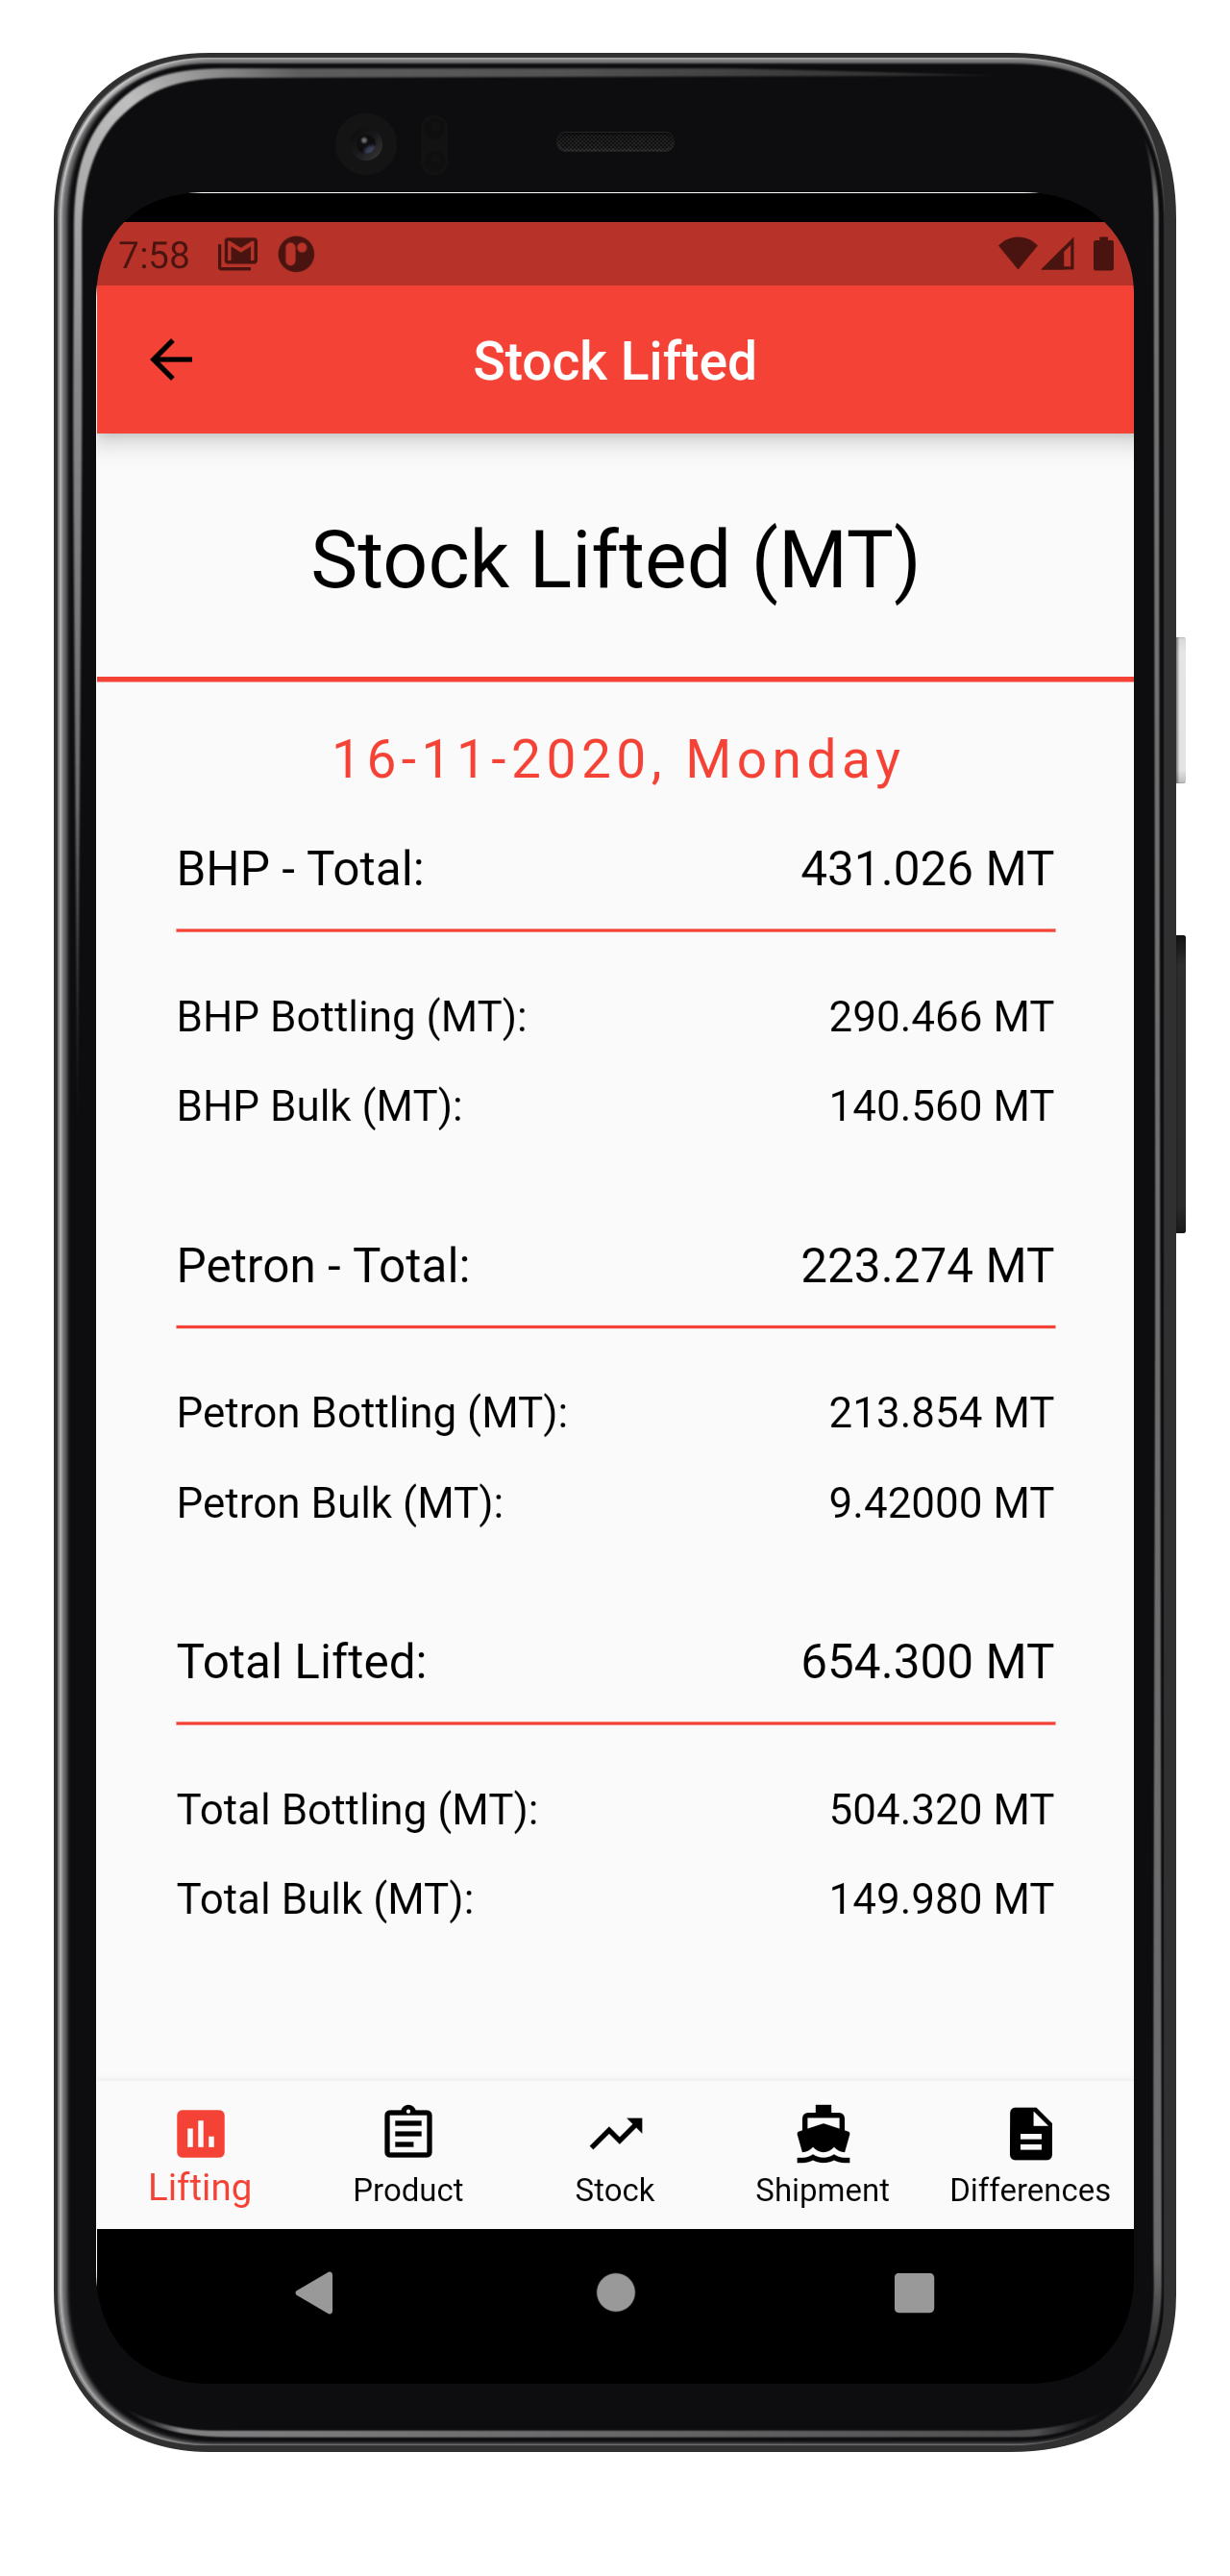 7:58
Stock Lifted
Stock Lifted (MT)
16-11-2020, Monday
BHP - Total: 431.026 MT
BHP Bottling (MT): 290.466 MT
BHP Bulk (MT): 140.560 MT
Petron - Total: 223.274 MT
Petron Bottling (MT): 213.854 MT
Petron Bulk (MT): 9.42000 MT
Total Lifted: 654.300 MT
Total Bottling (MT): 504.320 MT
Total Bulk (MT): 149.980 MT
Lifting Product Stock Shipment Differences